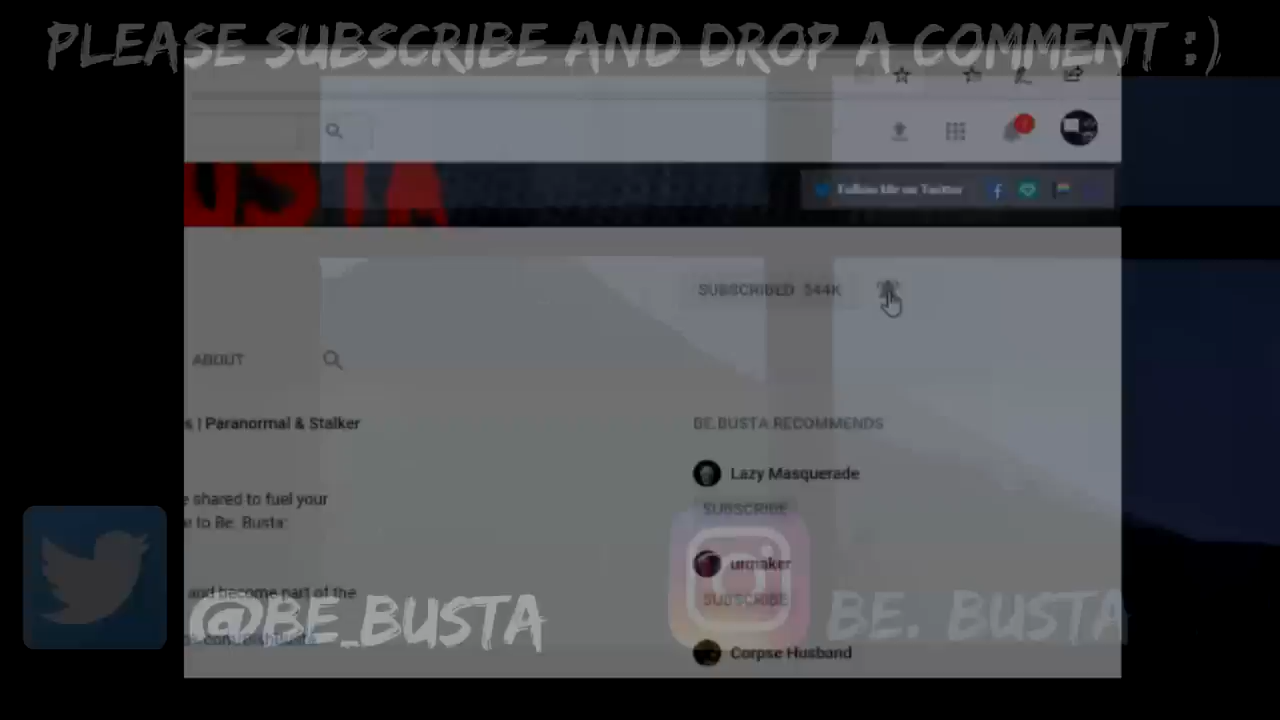 PLEASE SUBSCRIBE AND DROP A COMMENT :)
USTA
Follow Me on Twitter
SUBSCRIBED 544K
ABOUT
s | Paranormal & Stalker
BE.BUSTA RECOMMENDS
Lazy Masquerade
SUBSCRIBE
e shared to fuel your
e to Be. Busta:
unmaker
SUBSCRIBE
and become part of the
@BE_BUSTA
BE. BUSTA
Corpse Husband